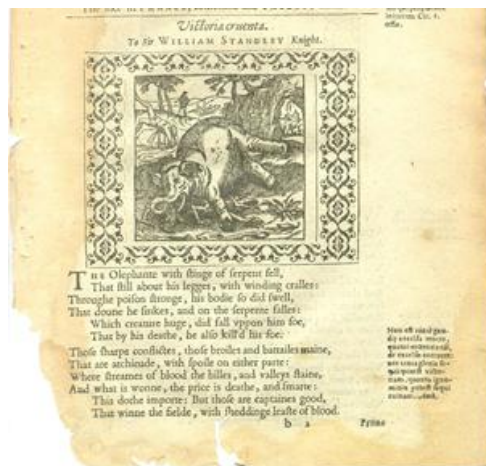 Victoria cruenta.
To Sir WILLIAM STANDLEY Knight.
THE Olephante with stinge of serpent fell,
That still about his legges, with winding cralles:
Throughe poison stronge, his bodie so did swell,
That doune he sinkes, and on the serpente falles:
Which creature huge, did fall vppon him soe,
That by his deathe, he also kill'd his foe.
Those sharpe conflictes, those broiles and battailes maine,
That are atchieude, with spoile on either parte:
Where streames of blood the hilles, and valleys staine,
And what is wonne, the price is deathe, and smarte:
This dothe importe: But those are captaines good,
That winne the fielde, with sheddinge leaste of blood.